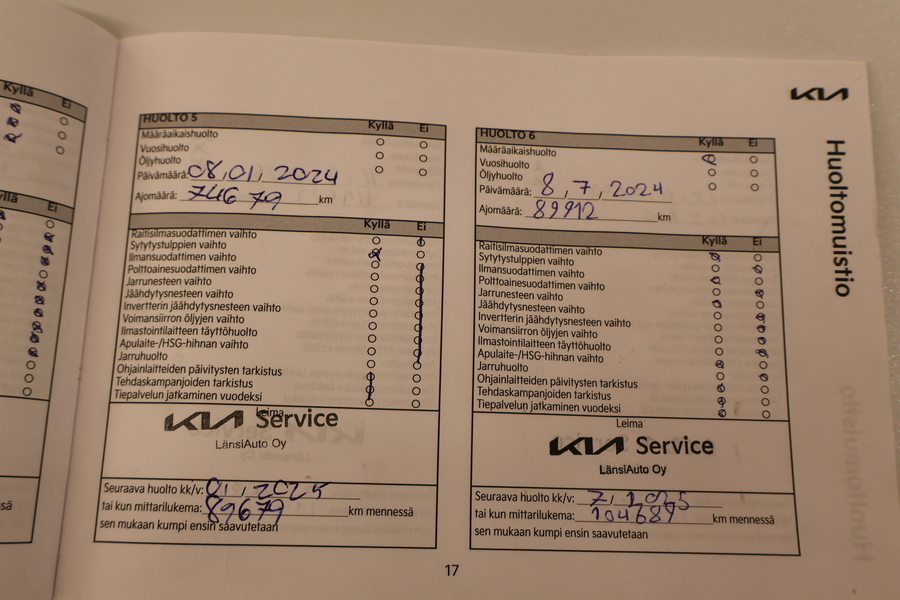 Kyllä
Ei
KIA
Huoltomuistio
HUOLTO 5 Kyllä Ei
Määräaikaishuolto
Vuosihuolto
Öljyhuolto
Päivämäärä: 08,01, 2024
Ajomäärä: 74679 km
Kyllä Ei
Raitisilmasuodattimen vaihto
Sytytystulppien vaihto
Ilmansuodattimen vaihto
Polttoainesuodattimen vaihto
Jarrunesteen vaihto
Jäähdytysnesteen vaihto
Invertterin jäähdytysnesteen vaihto
Voimansiirron öljyjen vaihto
Ilmastointilaitteen täyttöhuolto
Apulaite-/HSG-hihnan vaihto
Jarruhuolto
Ohjainlaitteiden päivitysten tarkistus
Tehdaskampanjoiden tarkistus
Tiepalvelun jatkaminen vuodeksi
Leima
KIA Service
LänsiAuto Oy
Seuraava huolto kk/v: 01, 2025
tai kun mittarilukema: 89679 km mennessä
sen mukaan kumpi ensin saavutetaan
HUOLTO 6 Kyllä Ei
Määräaikaishuolto
Vuosihuolto
Öljyhuolto
Päivämäärä: 8,7,2024
Ajomäärä: 89912 km
Kyllä Ei
Raitisilmasuodattimen vaihto
Sytytystulppien vaihto
Ilmansuodattimen vaihto
Polttoainesuodattimen vaihto
Jarrunesteen vaihto
Jäähdytysnesteen vaihto
Invertterin jäähdytysnesteen vaihto
Voimansiirron öljyjen vaihto
Ilmastointilaitteen täyttöhuolto
Apulaite-/HSG-hihnan vaihto
Jarruhuolto
Ohjainlaitteiden päivitysten tarkistus
Tehdaskampanjoiden tarkistus
Tiepalvelun jatkaminen vuodeksi
Leima
KIA Service
LänsiAuto Oy
Seuraava huolto kk/v: 7, 2025
tai kun mittarilukema: 104689 km mennessä
sen mukaan kumpi ensin saavutetaan
17